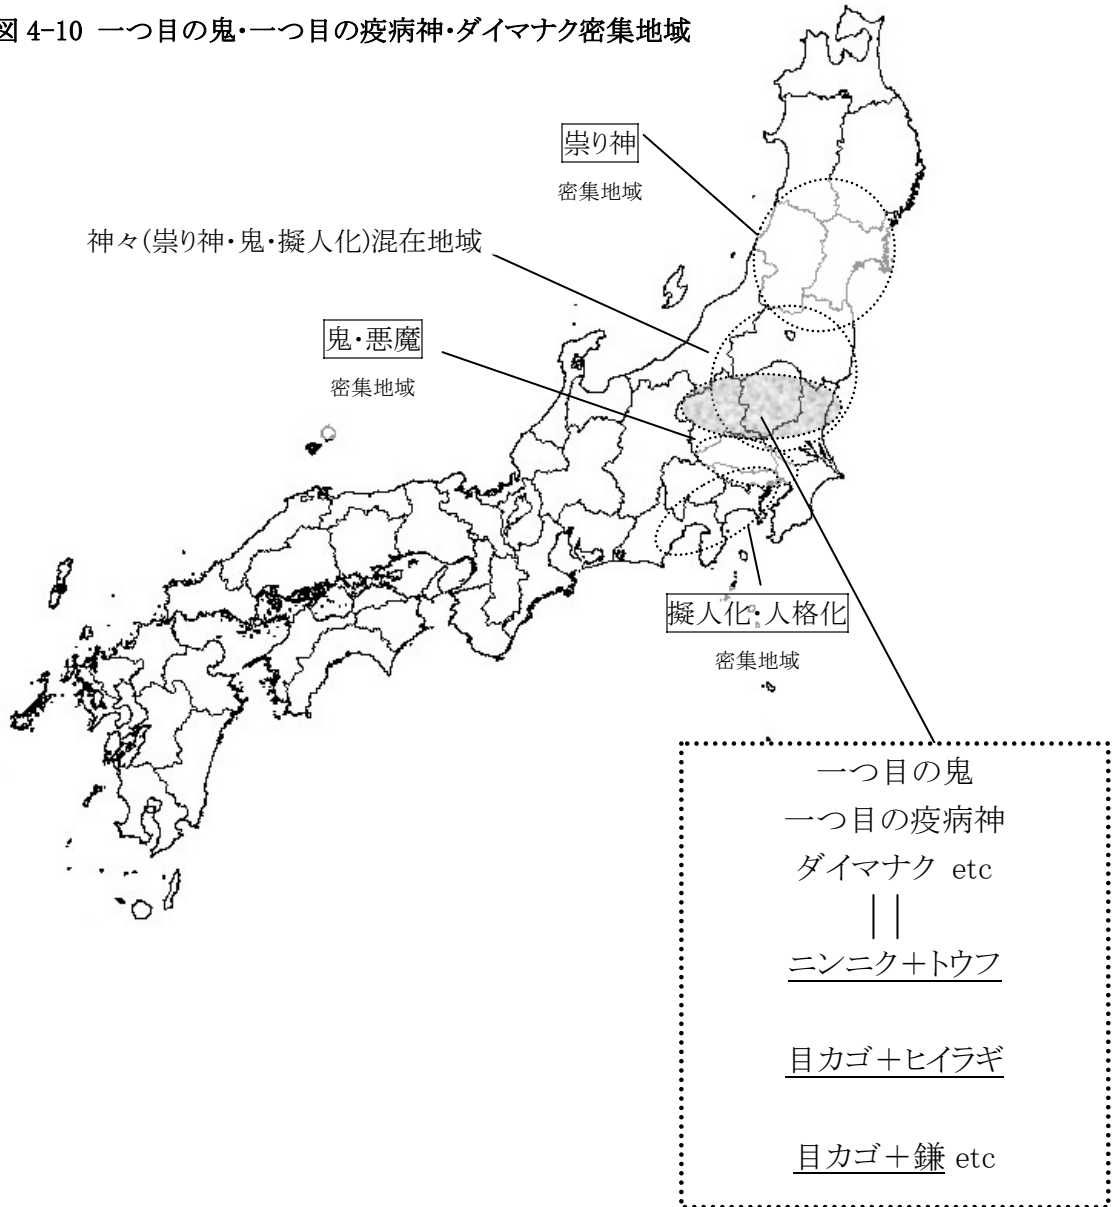 図 4-10 一つ目の鬼・一つ目の疫病神・ダイマナク密集地域
祟り神
密集地域
神々(祟り神・鬼・擬人化)混在地域
鬼・悪魔
密集地域
擬人化・人格化
密集地域
一つ目の鬼
一つ目の疫病神
ダイマナク etc
||
ニンニク＋トウフ
目カゴ＋ヒイラギ
目カゴ＋鎌 etc